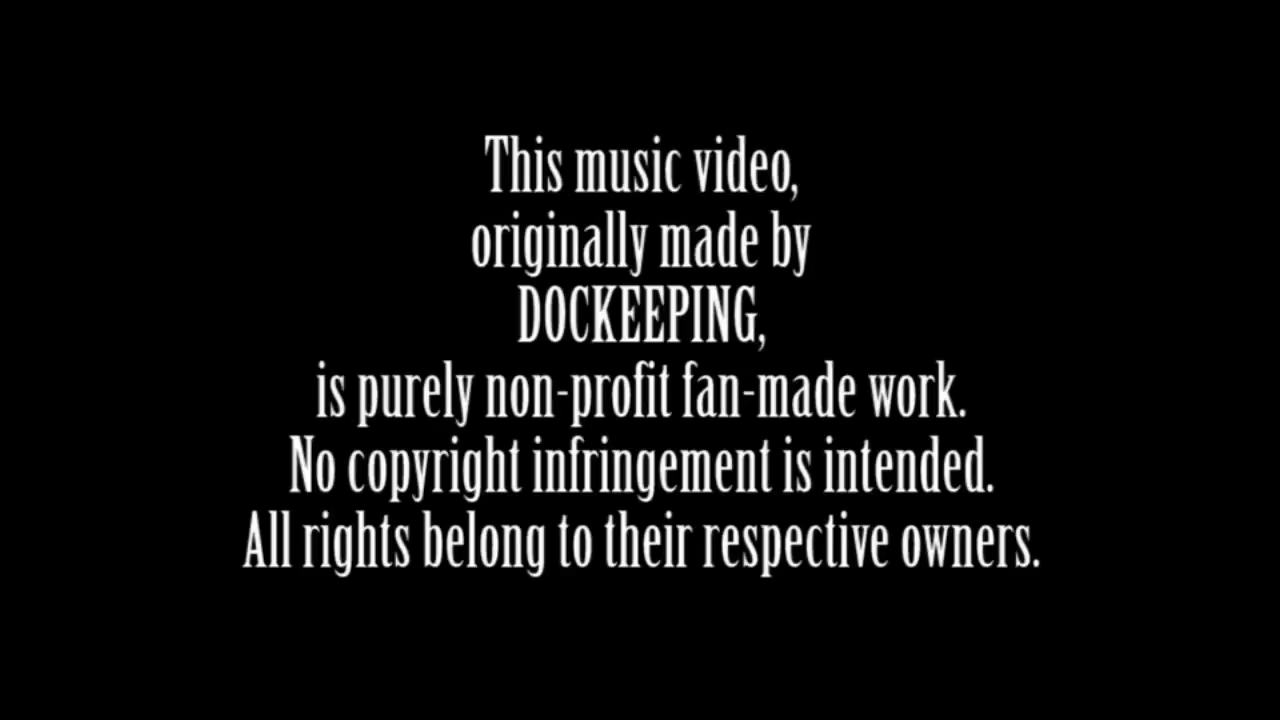 This music video,
originally made by
DOCKEEPING,
is purely non-profit fan-made work.
No copyright infringement is intended.
All rights belong to their respective owners.